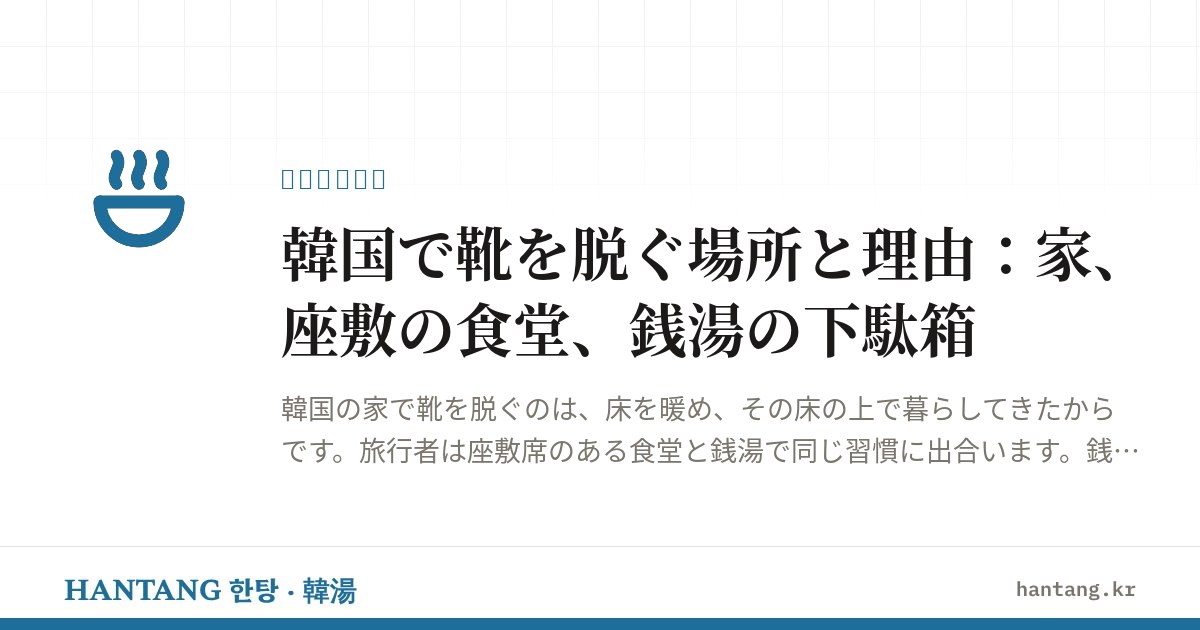 韓国で靴を脱ぐ場所と理由：家、
座敷の食堂、銭湯の下駄箱
韓国の家で靴を脱ぐのは、床を暖め、その床の上で暮らしてきたから
です。旅行者は座敷席のある食堂と銭湯で同じ習慣に出合います。銭…
HANTANG 한탕 · 韓湯
hantang.kr